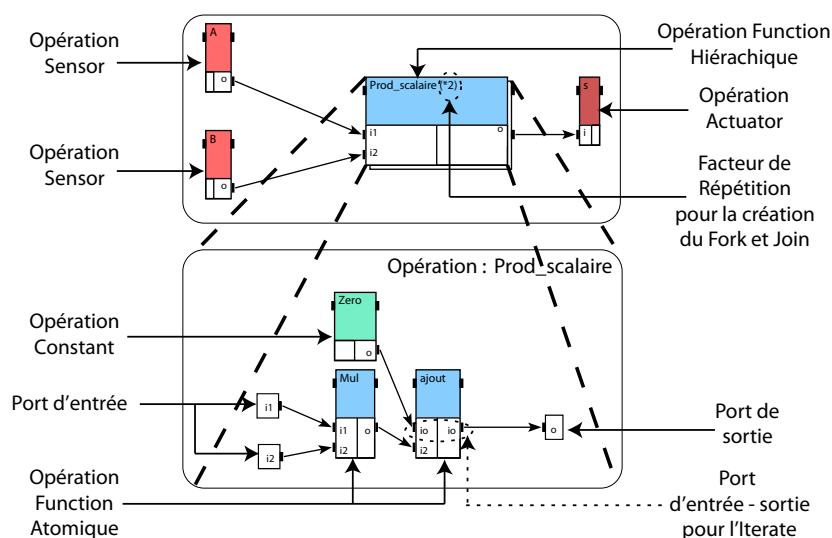 Opération
Sensor
A
o
Opération
Sensor
B
o
Prod_scalaire (*2)
i1
i2
o
s
i
Opération Function
Hiérachique
Opération
Actuator
Facteur de
Répétition
pour la création
du Fork et Join
Opération : Prod_scalaire
Opération
Constant
Zero
o
Port d'entrée
i1
i2
Mul
i1
i2
o
ajout
io
io
i2
o
Port de
sortie
Opération
Function
Atomique
Port
d'entrée - sortie
pour l'Iterate